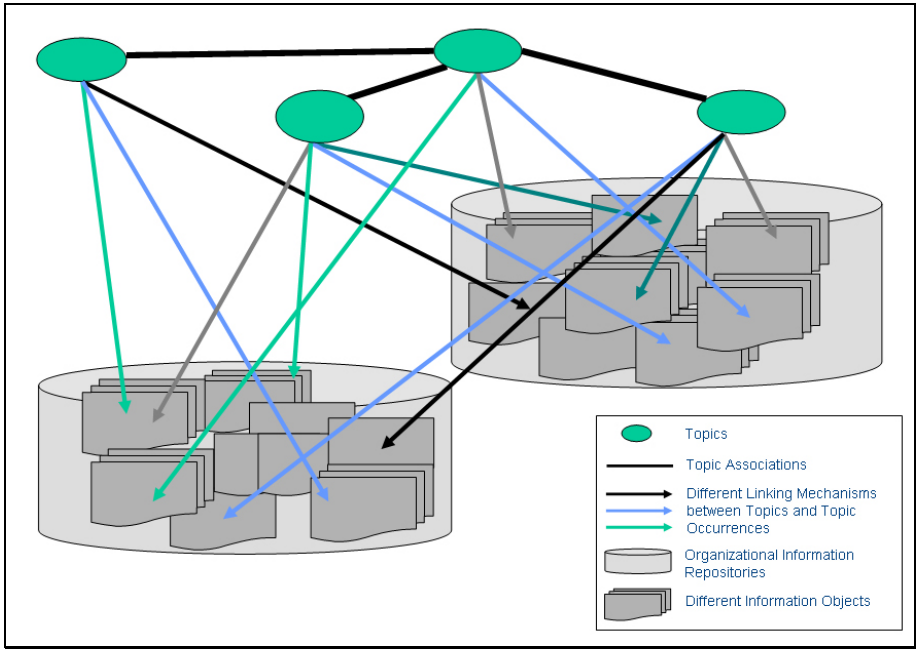 Topics
Topic Associations
Different Linking Mechanisms
between Topics and Topic
Occurrences
Organizational Information
Repositories
Different Information Objects